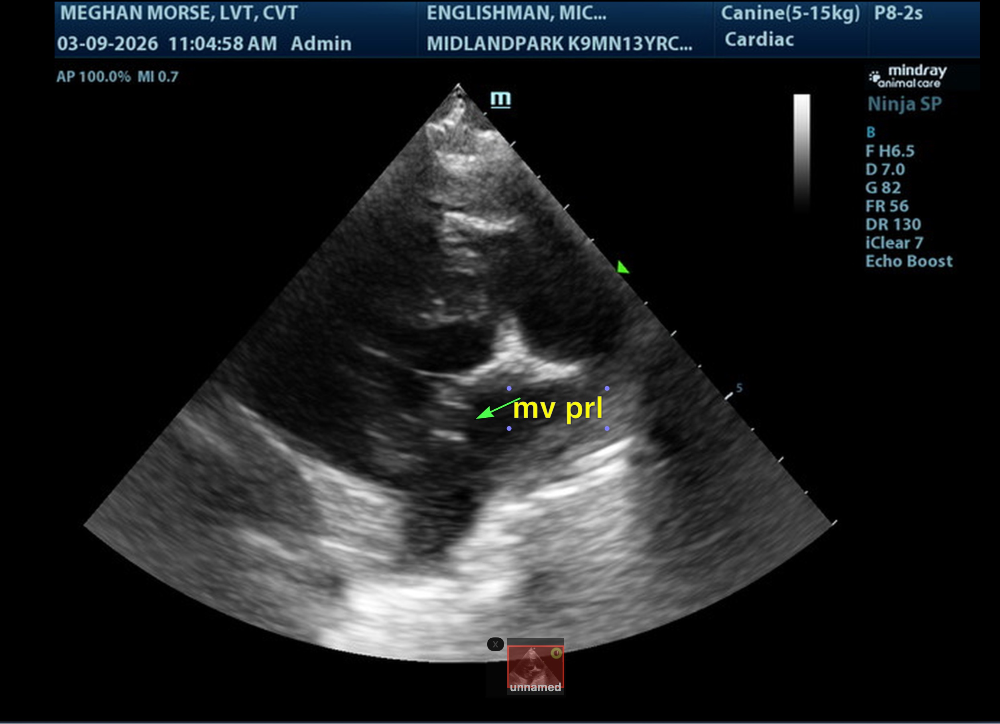 MEGHAN MORSE, LVT, CVT
ENGLISHMAN, MIC...
Canine(5-15kg)
P8-2s
03-09-2026 11:04:58 AM Admin
MIDLANDPARK K9MN13YRC...
Cardiac
AP 100.0% MI 0.7
m
mindray
animal care
Ninja SP
B
F H6.5
D 7.0
G 82
FR 56
DR 130
iClear 7
Echo Boost
5
mv prl
X
unnamed